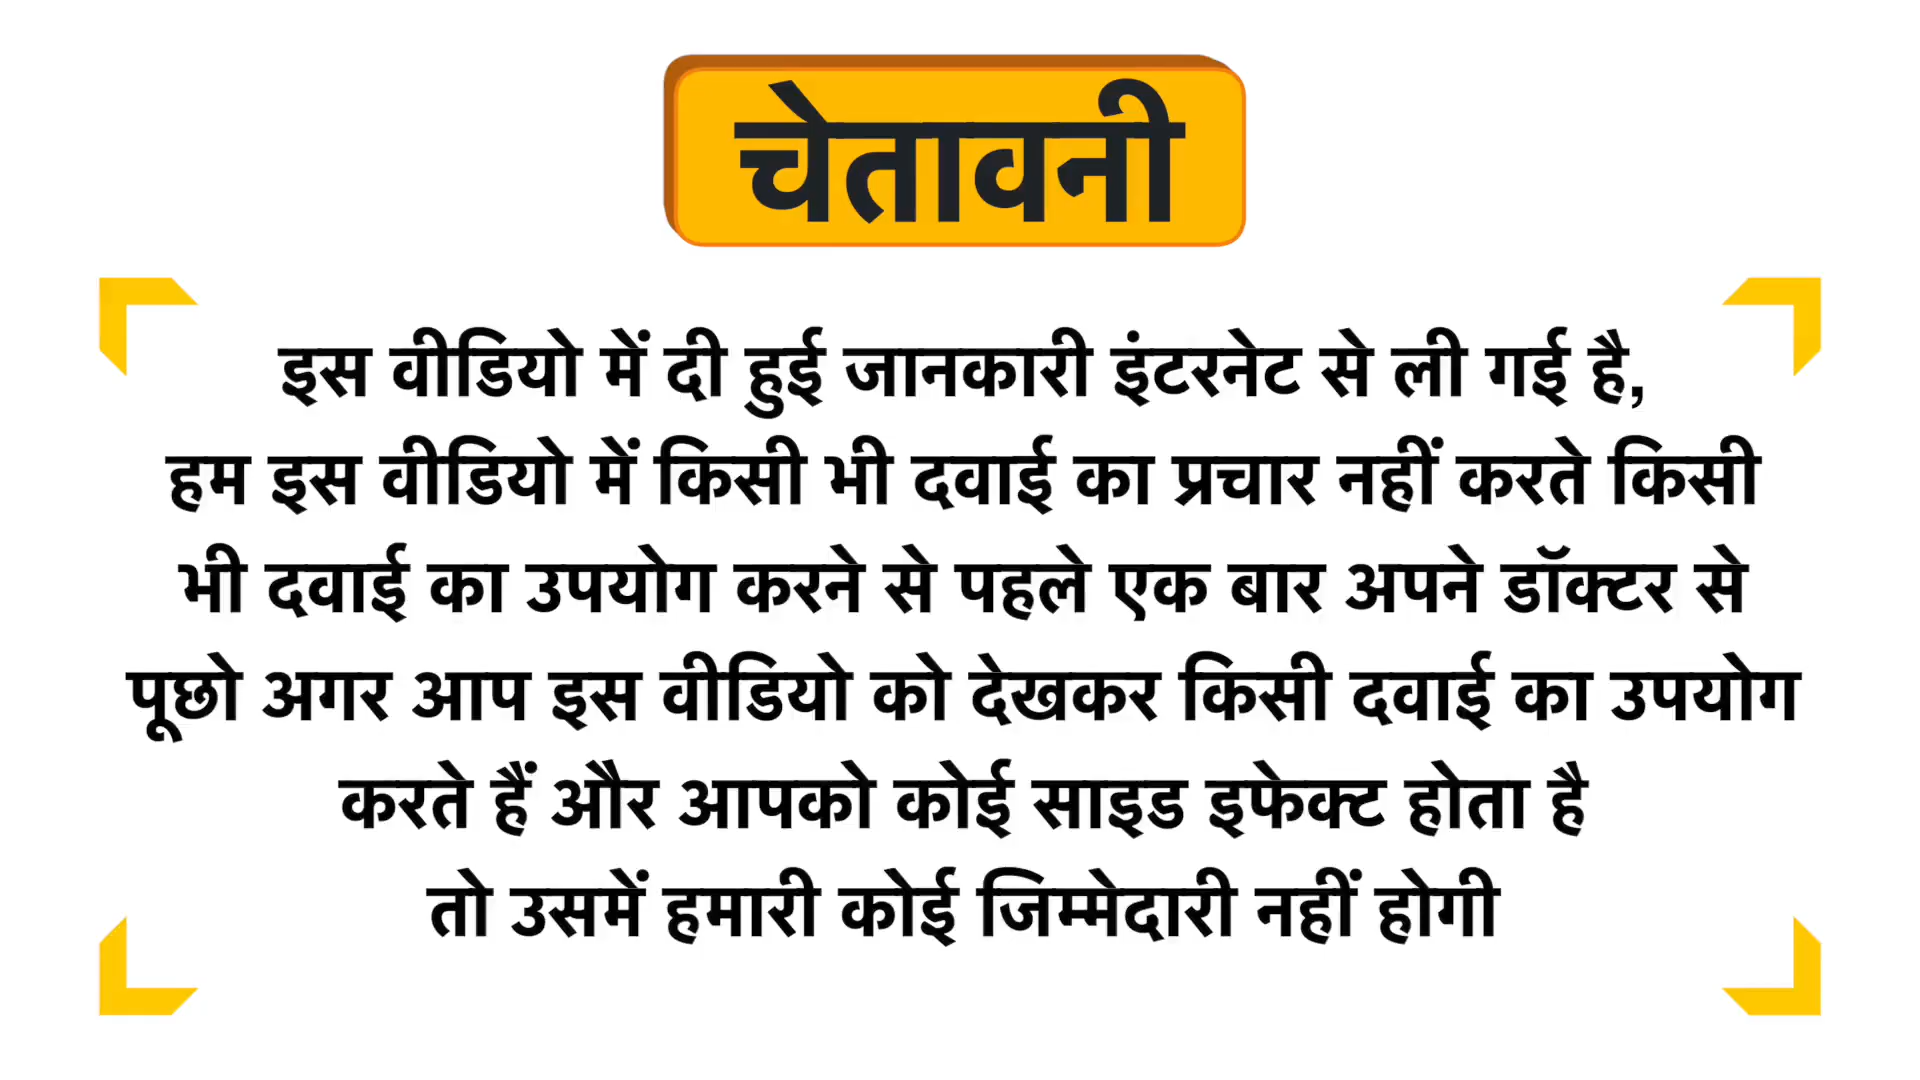 चेतावनी
इस वीडियो में दी हुई जानकारी इंटरनेट से ली गई है,
हम इस वीडियो में किसी भी दवाई का प्रचार नहीं करते किसी
भी दवाई का उपयोग करने से पहले एक बार अपने डॉक्टर से
पूछो अगर आप इस वीडियो को देखकर किसी दवाई का उपयोग
करते हैं और आपको कोई साइड इफेक्ट होता है
तो उसमें हमारी कोई जिम्मेदारी नहीं होगी